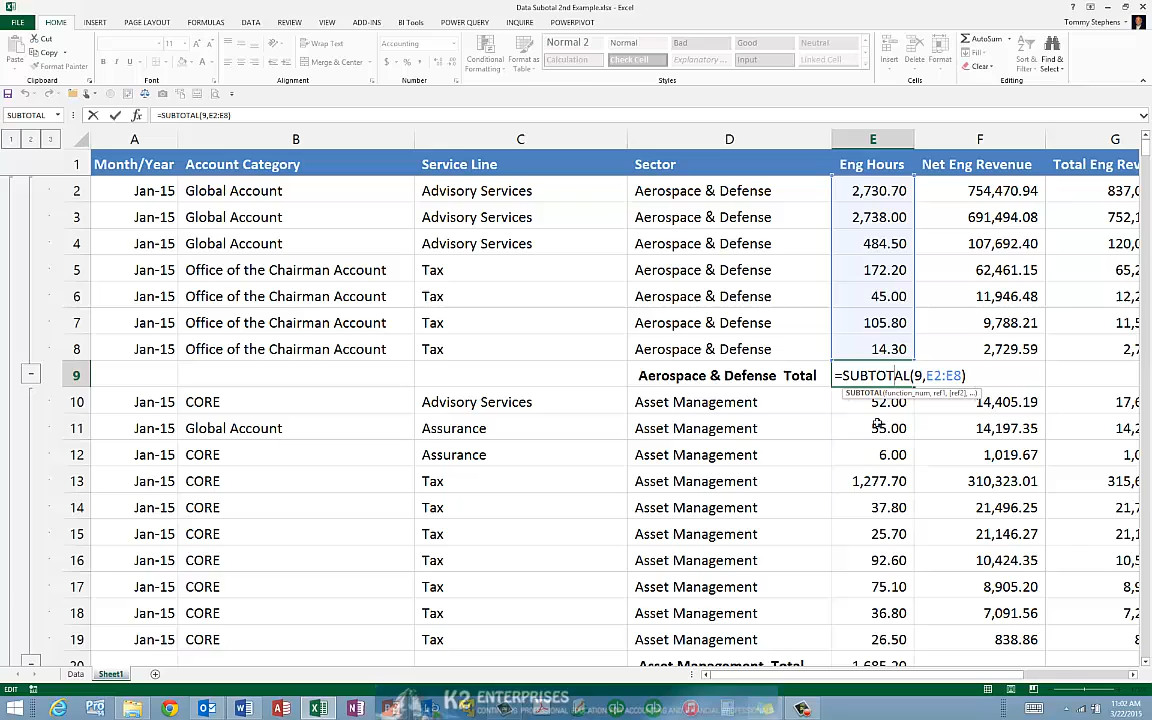 Data Subotal 2nd Example.xlsx - Excel
FILE HOME INSERT PAGE LAYOUT FORMULAS DATA REVIEW VIEW ADD-INS BI Tools POWER QUERY INQUIRE POWERPIVOT Tommy Stephens
Paste Cut Copy Format Painter Clipboard
11 Font
Wrap Text Merge & Center Alignment
Accounting $ % Number
Conditional Formatting Format as Table
Normal 2 Normal Bad Good Neutral
Calculation Check Cell Explanatory ... Input Linked Cell
Styles
Insert Delete Format Cells
AutoSum Fill Clear Sort & Filter Find & Select Editing
SUBTOTAL fx =SUBTOTAL(9,E2:E8)
1 2 3 A B C D E F G
1 Month/Year Account Category Service Line Sector Eng Hours Net Eng Revenue Total Eng Rev
2 Jan-15 Global Account Advisory Services Aerospace & Defense 2,730.70 754,470.94 837,0
3 Jan-15 Global Account Advisory Services Aerospace & Defense 2,738.00 691,494.08 752,1
4 Jan-15 Global Account Advisory Services Aerospace & Defense 484.50 107,692.40 120,0
5 Jan-15 Office of the Chairman Account Tax Aerospace & Defense 172.20 62,461.15 65,2
6 Jan-15 Office of the Chairman Account Tax Aerospace & Defense 45.00 11,946.48 12,2
7 Jan-15 Office of the Chairman Account Tax Aerospace & Defense 105.80 9,788.21 11,5
8 Jan-15 Office of the Chairman Account Tax Aerospace & Defense 14.30 2,729.59 2,7
9 Aerospace & Defense Total =SUBTOTAL(9,E2:E8)
SUBTOTAL(function_num, ref1, [ref2], ...)
10 Jan-15 CORE Advisory Services Asset Management 52.00 14,405.19 17,6
11 Jan-15 Global Account Assurance Asset Management 55.00 14,197.35 14,2
12 Jan-15 CORE Assurance Asset Management 6.00 1,019.67 1,0
13 Jan-15 CORE Tax Asset Management 1,277.70 310,323.01 315,6
14 Jan-15 CORE Tax Asset Management 37.80 21,496.25 21,7
15 Jan-15 CORE Tax Asset Management 25.70 21,146.27 21,1
16 Jan-15 CORE Tax Asset Management 92.60 10,424.35 10,5
17 Jan-15 CORE Tax Asset Management 75.10 8,905.20 8,9
18 Jan-15 CORE Tax Asset Management 36.80 7,091.56 7,2
19 Jan-15 CORE Tax Asset Management 26.50 838.86 8
20 Asset Management Total 1,685.20
Data Sheet1
EDIT
K2 ENTERPRISES
11:02 AM
3/22/2015